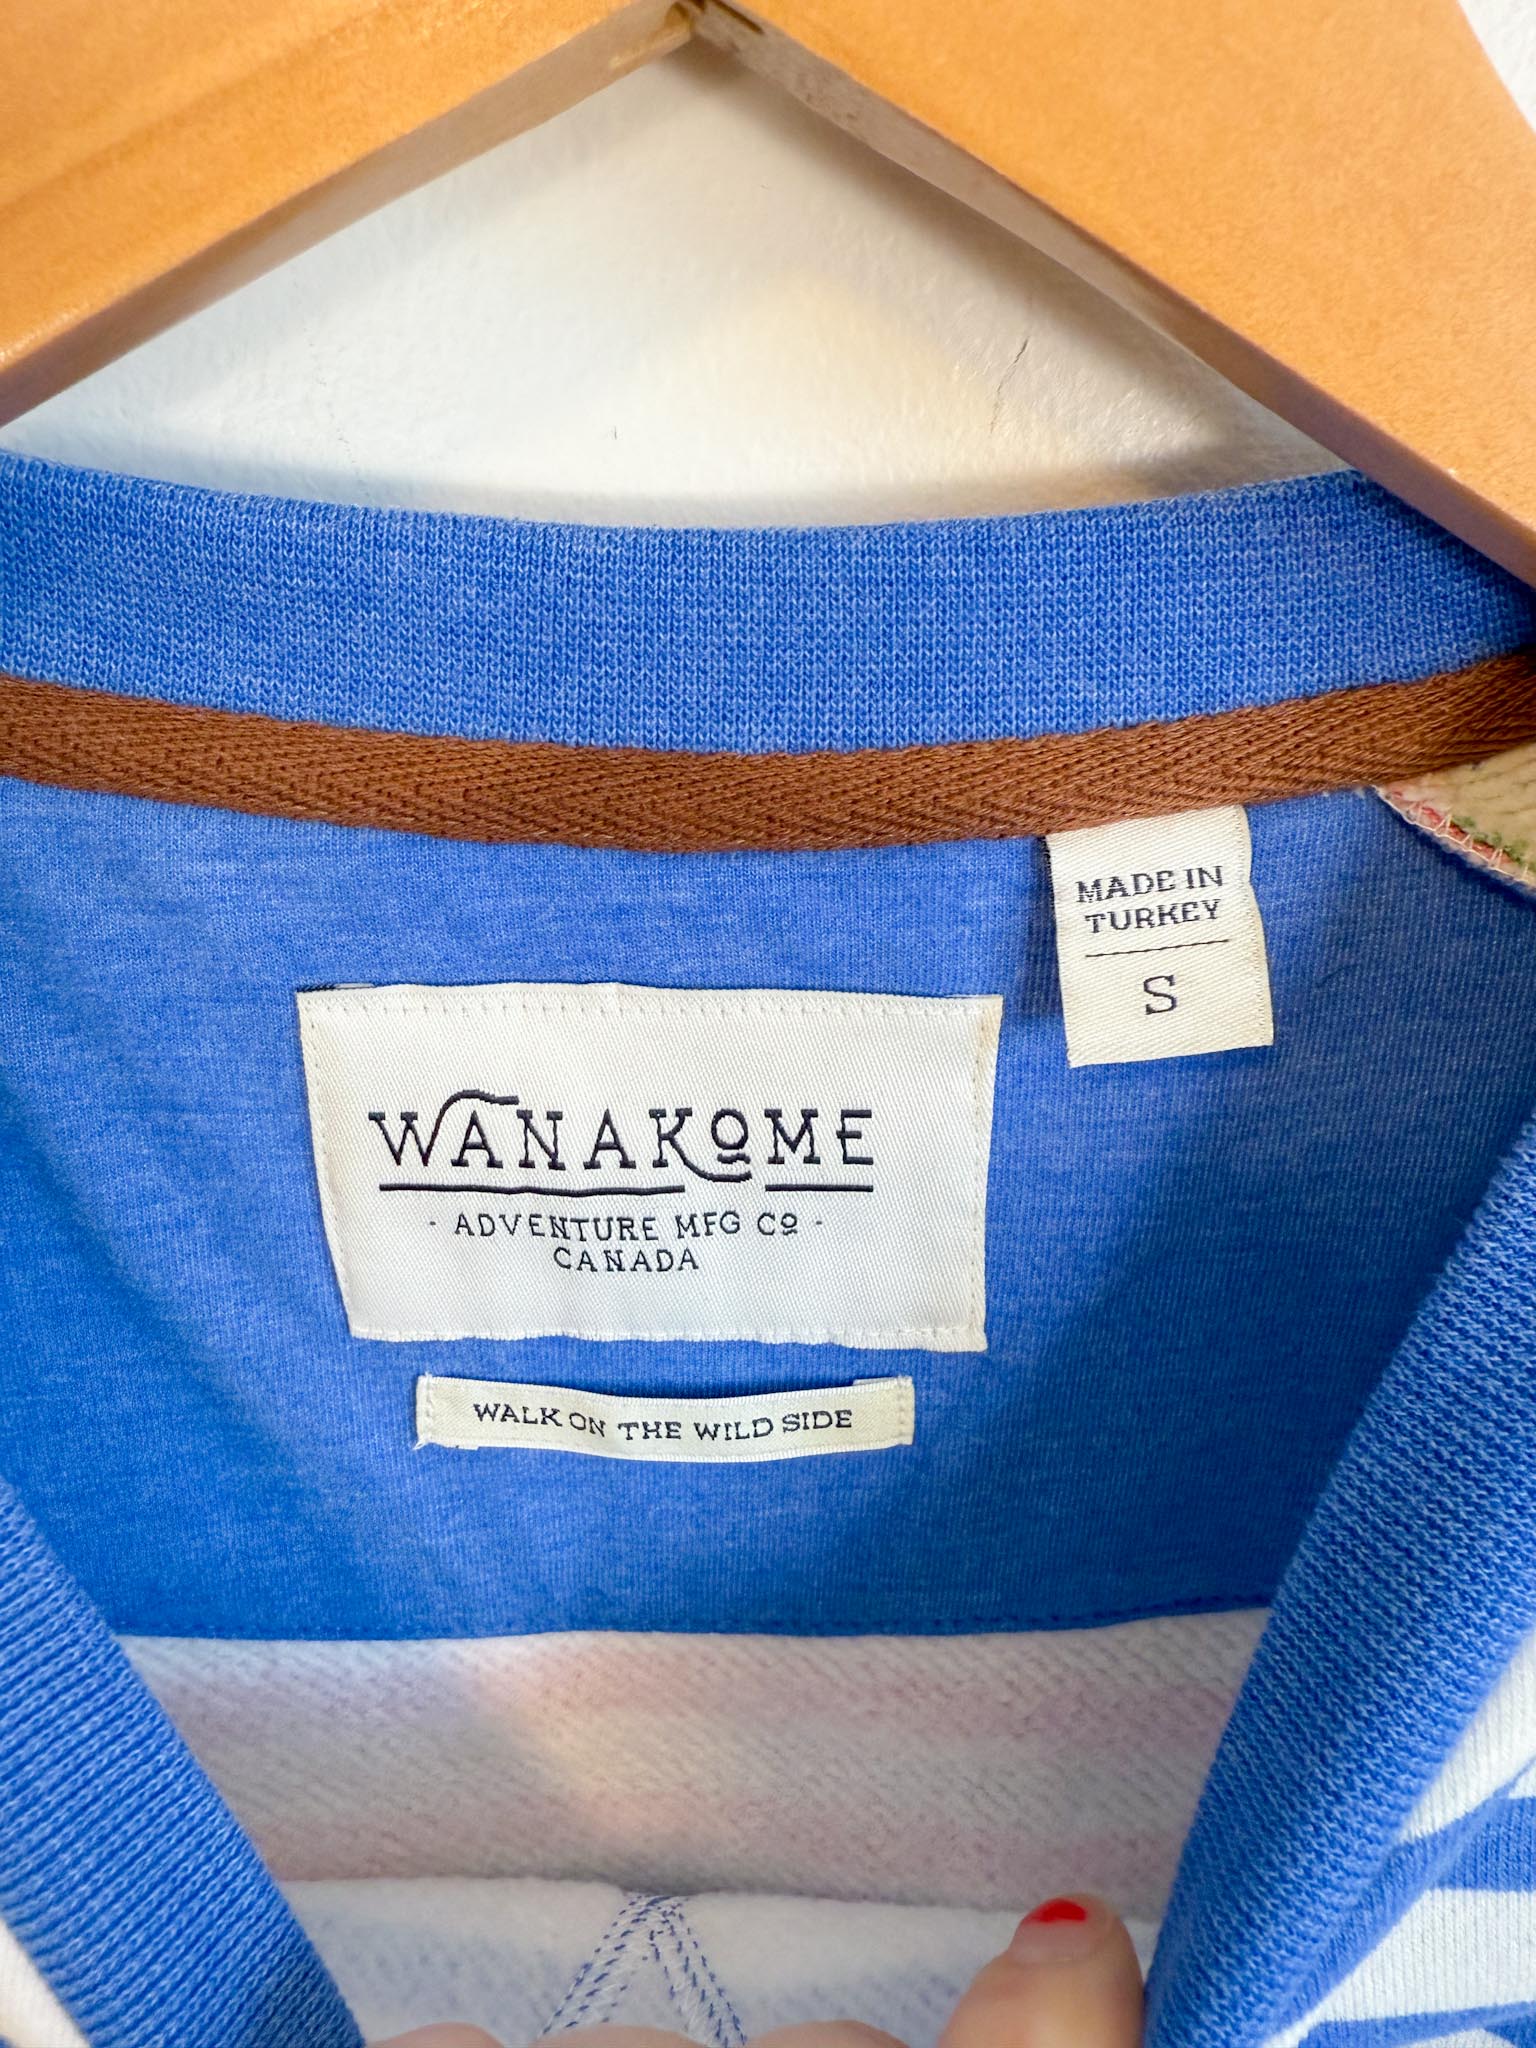 MADE IN
TURKEY
S
WANAKOME
· ADVENTURE MFG Co ·
CANADA
WALK ON THE WILD SIDE